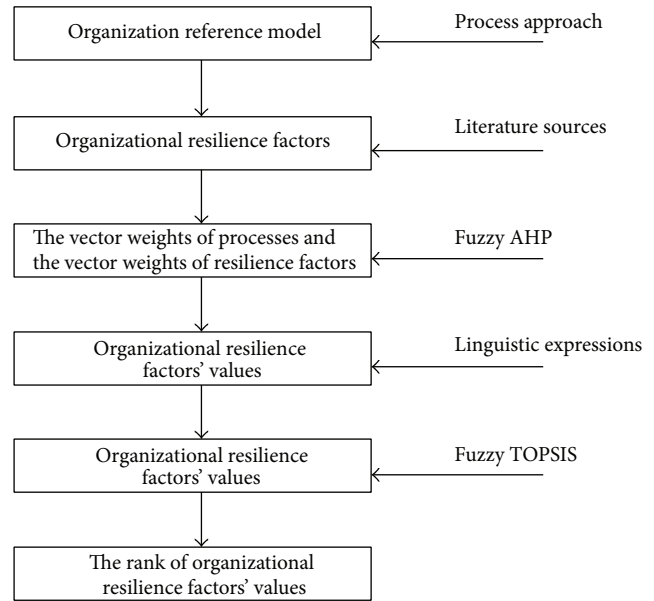 Organization reference model
Process approach
Organizational resilience factors
Literature sources
The vector weights of processes and
the vector weights of resilience factors
Fuzzy AHP
Organizational resilience
factors’ values
Linguistic expressions
Organizational resilience
factors’ values
Fuzzy TOPSIS
The rank of organizational
resilience factors’ values